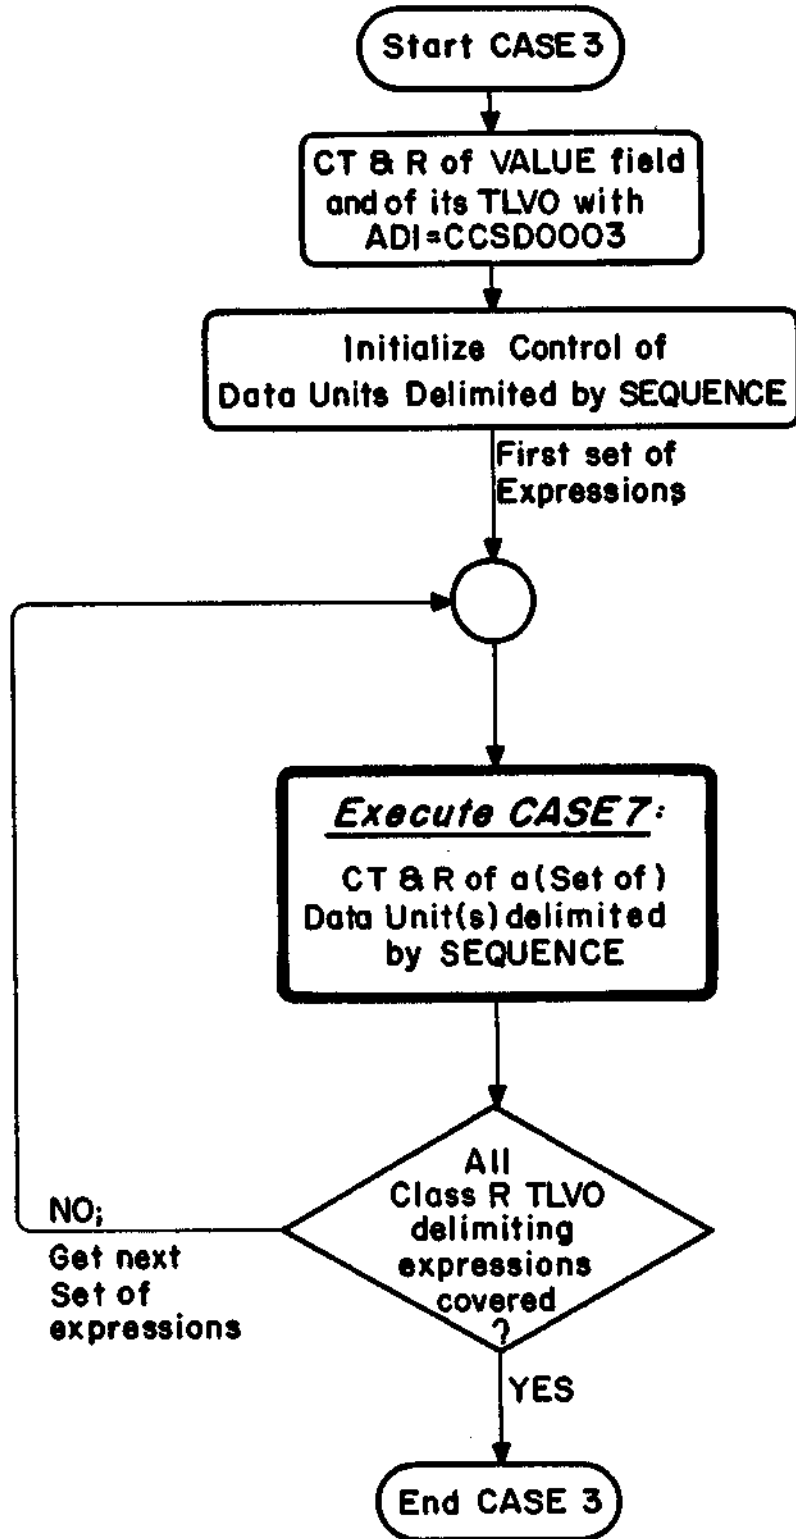 Start CASE 3
CT & R of VALUE field
and of its TLVO with
ADI=CCSD0003
Initialize Control of
Data Units Delimited by SEQUENCE
First set of
Expressions
Execute CASE 7:
CT & R of a (Set of)
Data Unit(s) delimited
by SEQUENCE
All
Class R TLVO
delimiting
expressions
covered
?
NO;
Get next
Set of
expressions
YES
End CASE 3